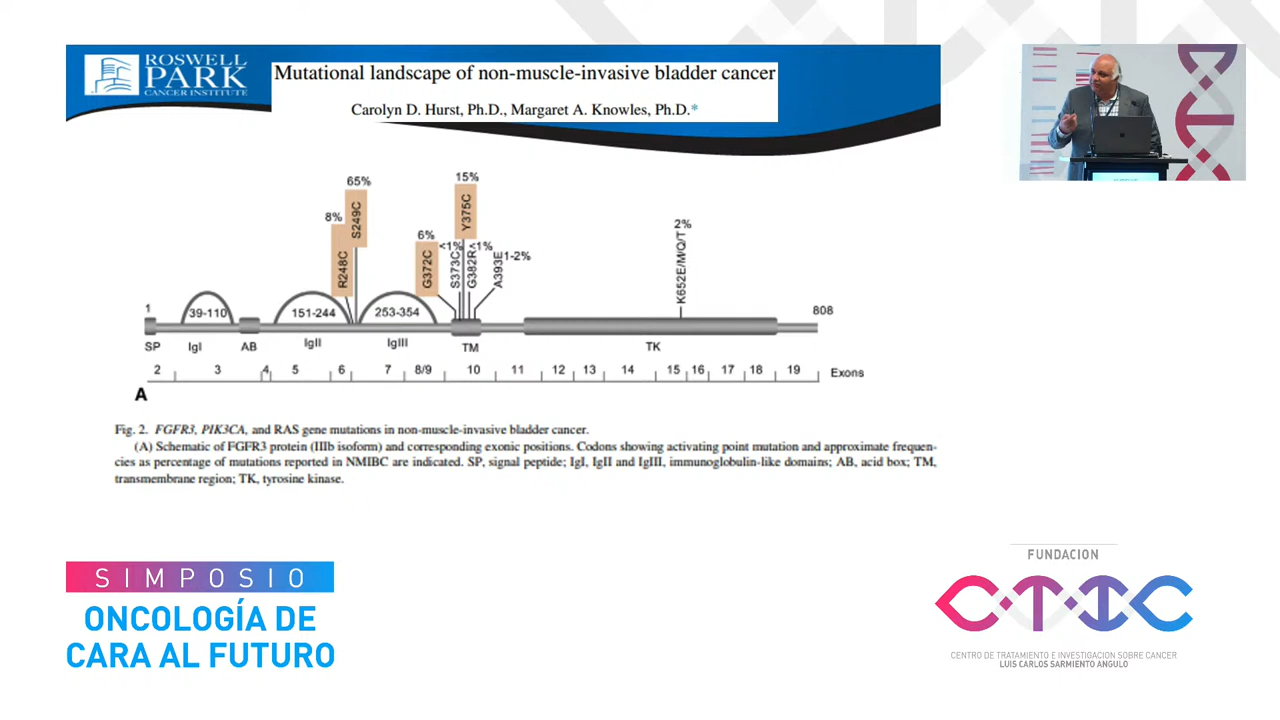 ROSWELL
PARK
CANCER INSTITUTE
Mutational landscape of non-muscle-invasive bladder cancer
Carolyn D. Hurst, Ph.D., Margaret A. Knowles, Ph.D.*
65%
S249C
8%
R248C
6%
G372C
<1%
S373C
15%
Y375C
<1%
G382R
A393E
1-2%
2%
K652E/M/Q/T
1
39-110
151-244
253-354
808
SP
IgI
AB
IgII
IgIII
TM
TK
2 3 4 5 6 7 8/9 10 11 12 13 14 15 16 17 18 19 Exons
A
Fig. 2. FGFR3, PIK3CA, and RAS gene mutations in non-muscle-invasive bladder cancer.
(A) Schematic of FGFR3 protein (IIIb isoform) and corresponding exonic positions. Codons showing activating point mutation and approximate frequen-
cies as percentage of mutations reported in NMIBC are indicated. SP, signal peptide; IgI, IgII and IgIII, immunoglobulin-like domains; AB, acid box; TM,
transmembrane region; TK, tyrosine kinase.
SIMPOSIO
ONCOLOGÍA DE
CARA AL FUTURO
FUNDACION
CTIC
CENTRO DE TRATAMIENTO E INVESTIGACION SOBRE CANCER
LUIS CARLOS SARMIENTO ANGULO